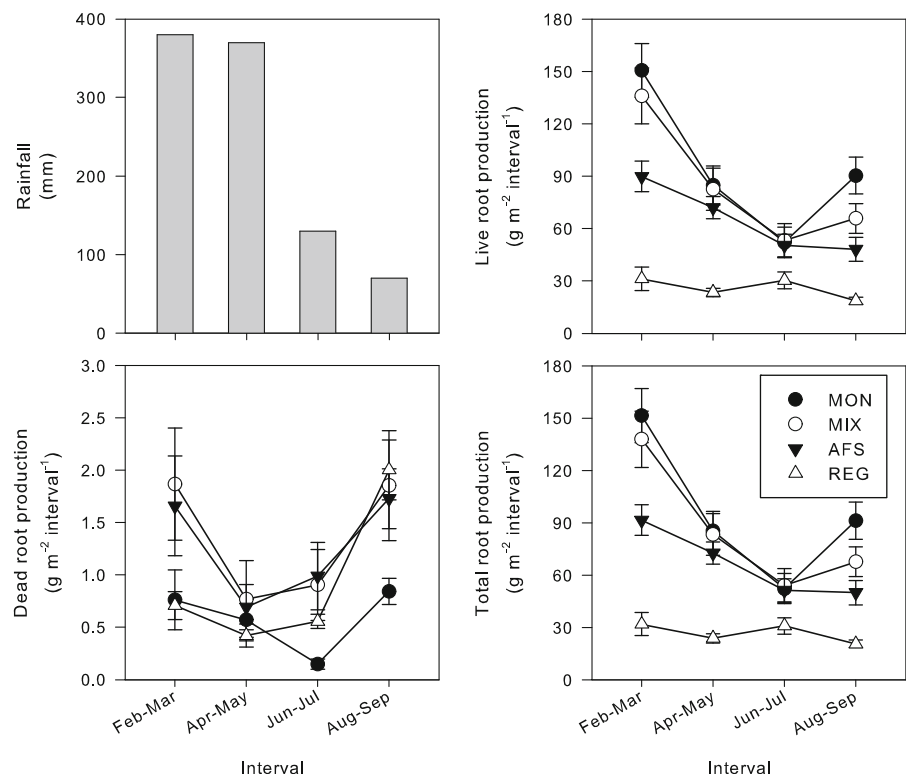 400
300
200
100
0
Rainfall
(mm)
180
150
120
90
60
30
0
Live root production
(g m⁻² interval⁻¹)
3.0
2.5
2.0
1.5
1.0
0.5
0.0
Dead root production
(g m⁻² interval⁻¹)
Feb-Mar
Apr-May
Jun-Jul
Aug-Sep
Interval
180
150
120
90
60
30
0
Total root production
(g m⁻² interval⁻¹)
MON
MIX
AFS
REG
Feb-Mar
Apr-May
Jun-Jul
Aug-Sep
Interval